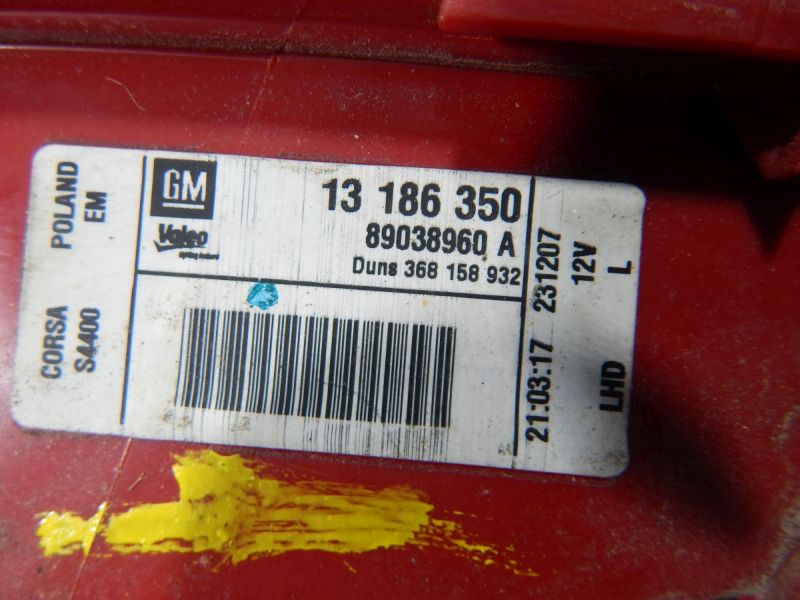 POLAND
EM
CORSA
S4400
GM
Valeo
13 186 350
89038960 A
Duns 368 158 932
21:03:17 231207
12V
LHD L